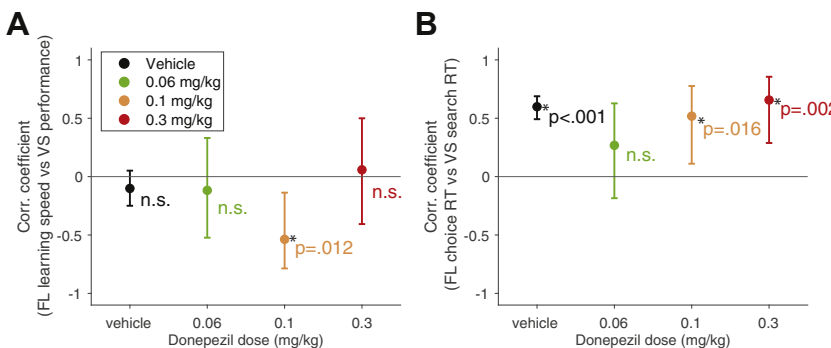 A
Corr. coefficient
(FL learning speed vs VS performance)
1
0.5
0
-0.5
-1
Vehicle
0.06 mg/kg
0.1 mg/kg
0.3 mg/kg
n.s.
n.s.
*p=.012
n.s.
vehicle
0.06
0.1
0.3
Donepezil dose (mg/kg)
B
Corr. coefficient
(FL choice RT vs VS search RT)
1
0.5
0
-0.5
-1
*p<.001
n.s.
*p=.016
*p=.002
vehicle
0.06
0.1
0.3
Donepezil dose (mg/kg)